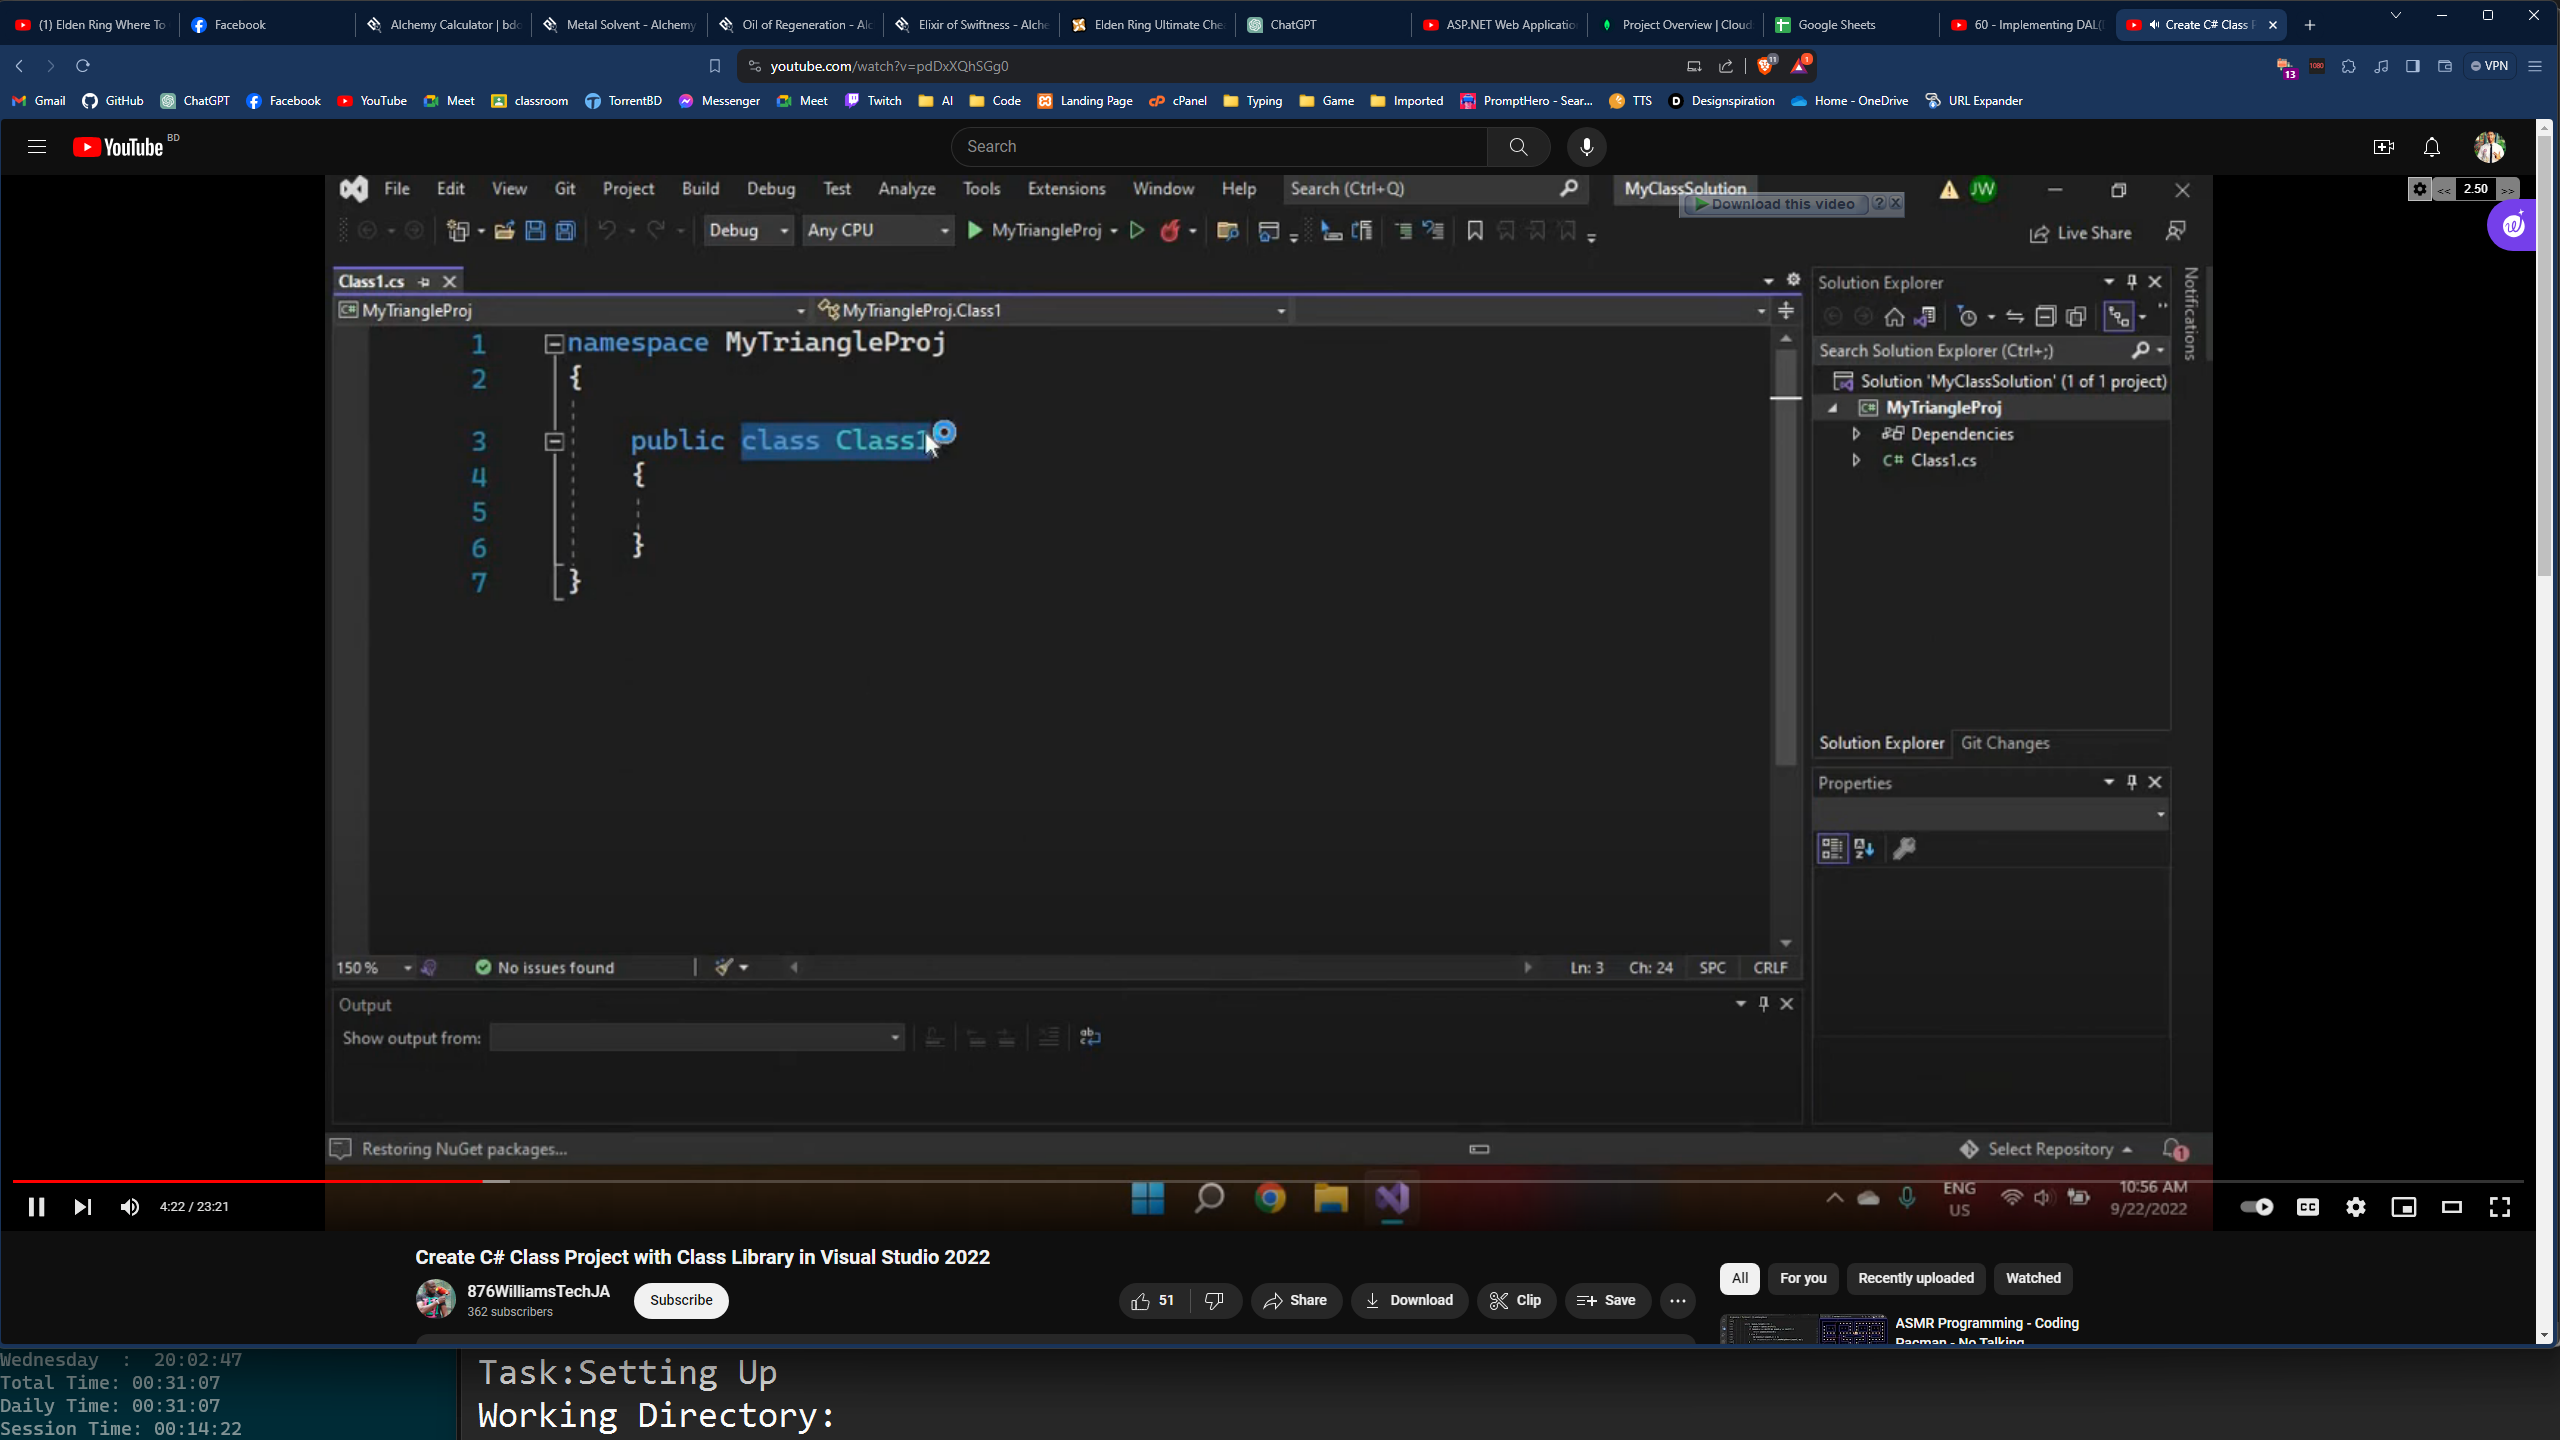 (1) Elden Ring Where To
Facebook
Alchemy Calculator | bdo
Metal Solvent - Alchemy
Oil of Regeneration - Alc
Elixir of Swiftness - Alche
Elden Ring Ultimate Che
ChatGPT
ASP.NET Web Application
Project Overview | Cloud
Google Sheets
60 - Implementing DAL(
Create C# Class P
youtube.com/watch?v=pdDxXQhSGg0
11
1
13
1080
VPN
Gmail
GitHub
ChatGPT
Facebook
YouTube
Meet
classroom
TorrentBD
Messenger
Meet
Twitch
AI
Code
Landing Page
cPanel
Typing
Game
Imported
PromptHero - Sear...
TTS
Designspiration
Home - OneDrive
URL Expander
YouTube BD
Search
File Edit View Git Project Build Debug Test Analyze Tools Extensions Window Help
Search (Ctrl+Q)
MyClassSolution
JW
Download this video
<< 2.50 >>
Debug
Any CPU
MyTriangleProj
Live Share
Class1.cs
MyTriangleProj
MyTriangleProj.Class1
1 namespace MyTriangleProj
2 {
3 public class Class1
4 {
5
6 }
7 }
Solution Explorer
Notifications
Search Solution Explorer (Ctrl+;)
Solution 'MyClassSolution' (1 of 1 project)
C# MyTriangleProj
Dependencies
C# Class1.cs
Solution Explorer
Git Changes
Properties
150 %
No issues found
Ln: 3 Ch: 24 SPC CRLF
Output
Show output from:
Restoring NuGet packages...
Select Repository
1
4:22 / 23:21
ENG
US
10:56 AM
9/22/2022
CC
Create C# Class Project with Class Library in Visual Studio 2022
876WilliamsTechJA
362 subscribers
Subscribe
51
Share
Download
Clip
Save
All
For you
Recently uploaded
Watched
ASMR Programming - Coding
Pacman - No Talking
Wednesday : 20:02:47
Total Time: 00:31:07
Daily Time: 00:31:07
Session Time: 00:14:22
Task:Setting Up
Working Directory: